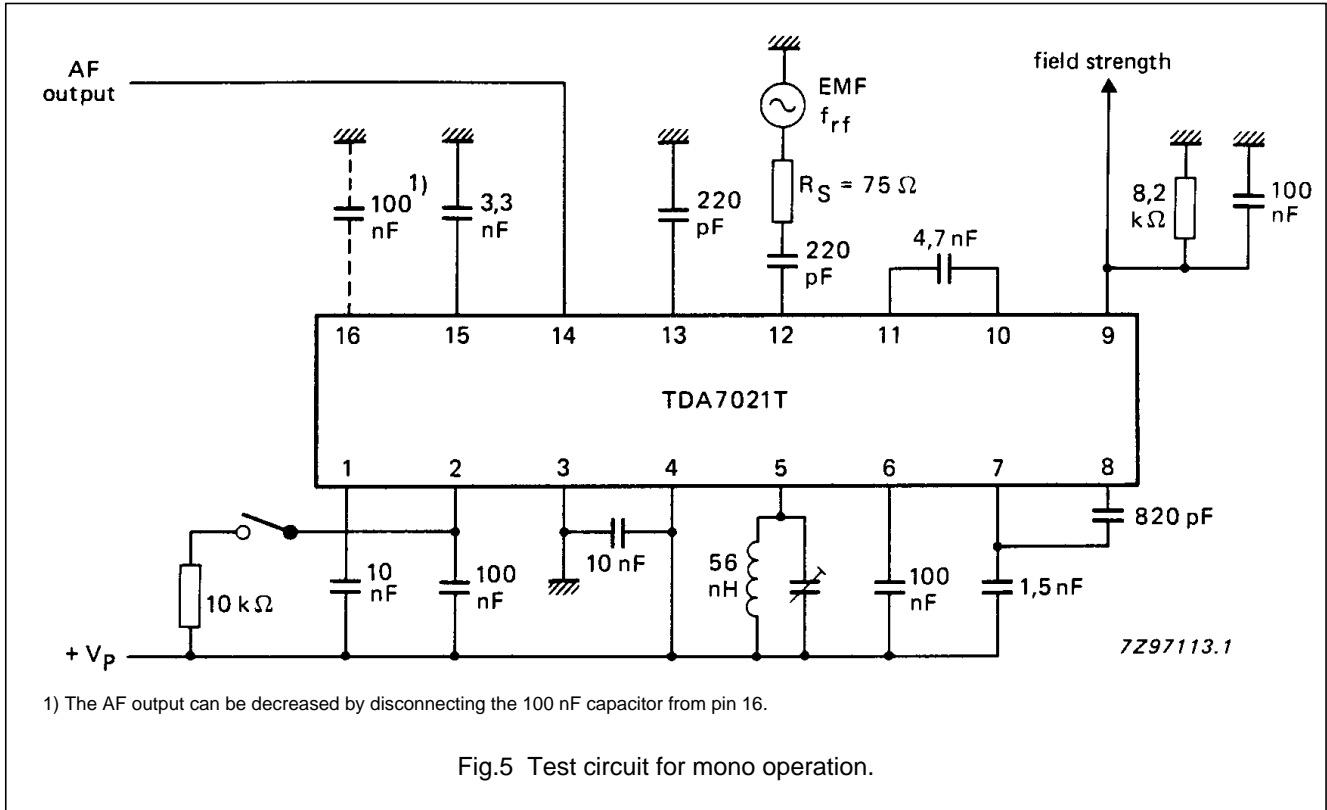 AF
output
EMF
f_rf
field strength
100 1)
nF
3,3
nF
220
pF
R_S = 75 Ω
220
pF
4,7 nF
8,2
kΩ
100
nF
16 15 14 13 12 11 10 9
TDA7021T
1 2 3 4 5 6 7 8
10 kΩ
10
nF
100
nF
10 nF
56
nH
100
nF
820 pF
1,5 nF
+ V_P
7Z97113.1
1) The AF output can be decreased by disconnecting the 100 nF capacitor from pin 16.
Fig.5 Test circuit for mono operation.